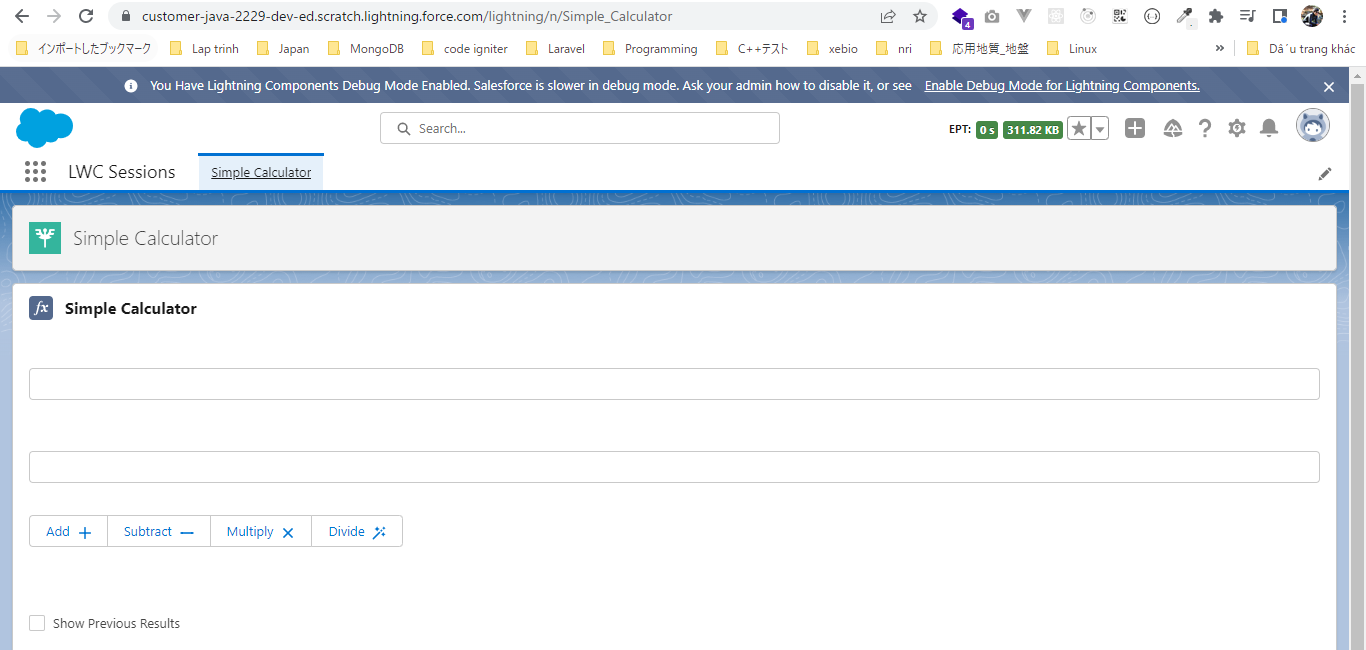 customer-java-2229-dev-ed.scratch.lightning.force.com/lightning/n/Simple_Calculator
4
インポートしたブックマーク Lap trinh Japan MongoDB code igniter Laravel Programming C++テスト xebio nri 応用地質_地盤 Linux » Dấu trang khác
You Have Lightning Components Debug Mode Enabled. Salesforce is slower in debug mode. Ask your admin how to disable it, or see Enable Debug Mode for Lightning Components.
Search...
EPT: 0 s 311.82 KB
LWC Sessions Simple Calculator
Simple Calculator
fx Simple Calculator
Add Subtract Multiply Divide
Show Previous Results